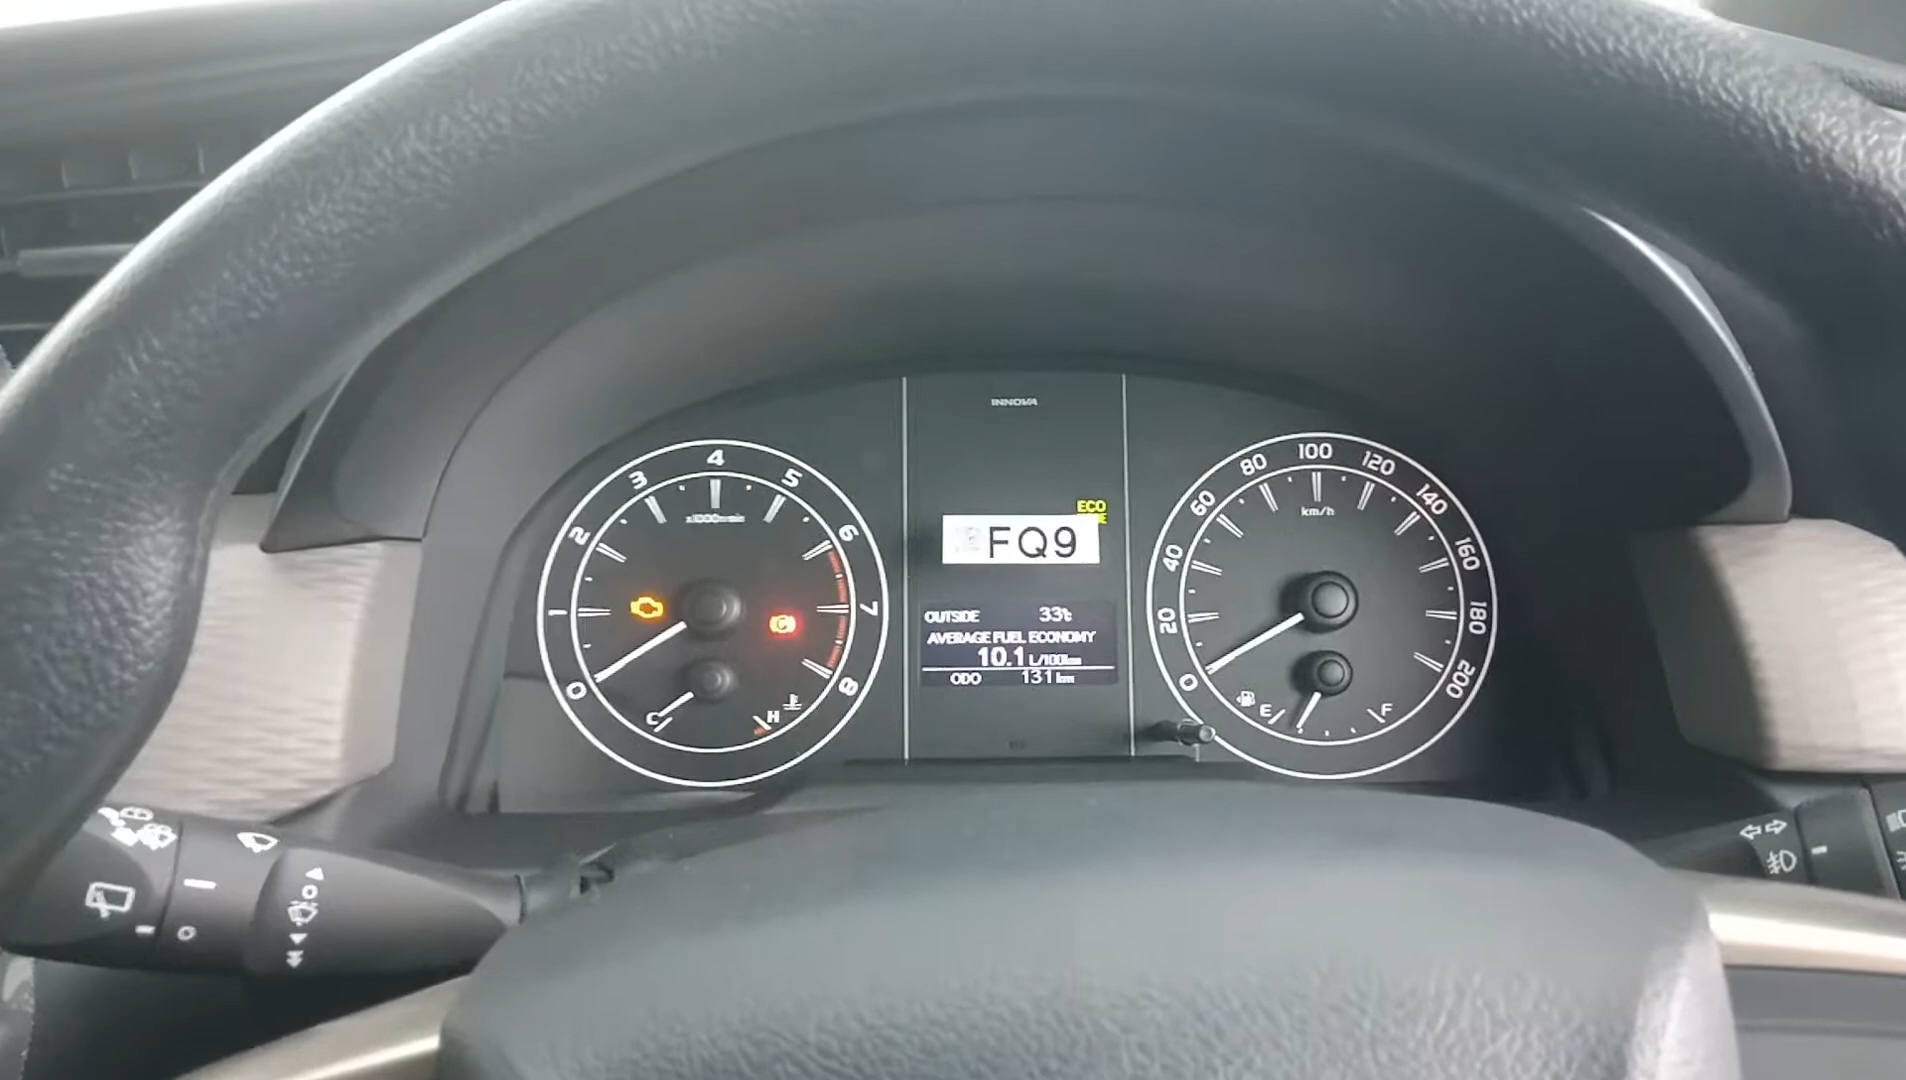 INNOVA
1
2
3
4
5
6
7
8
0
x1000r/min
C
H
ECO
FQ9
OUTSIDE 33℃
AVERAGE FUEL ECONOMY
10.1 L/100km
ODO 131 km
0
20
40
60
80
100
120
140
160
180
200
km/h
E
F